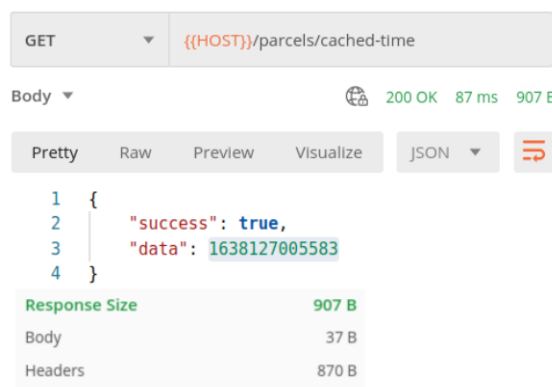 GET {{HOST}}/parcels/cached-time
Body 200 OK 87 ms 907 B
Pretty Raw Preview Visualize JSON
1 {
2 "success": true,
3 "data": 1638127005583
4 }
Response Size 907 B
Body 37 B
Headers 870 B